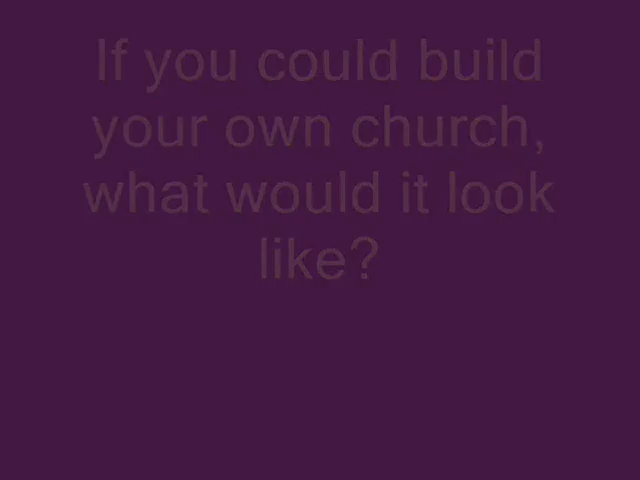 If you could build
your own church,
what would it look
like?